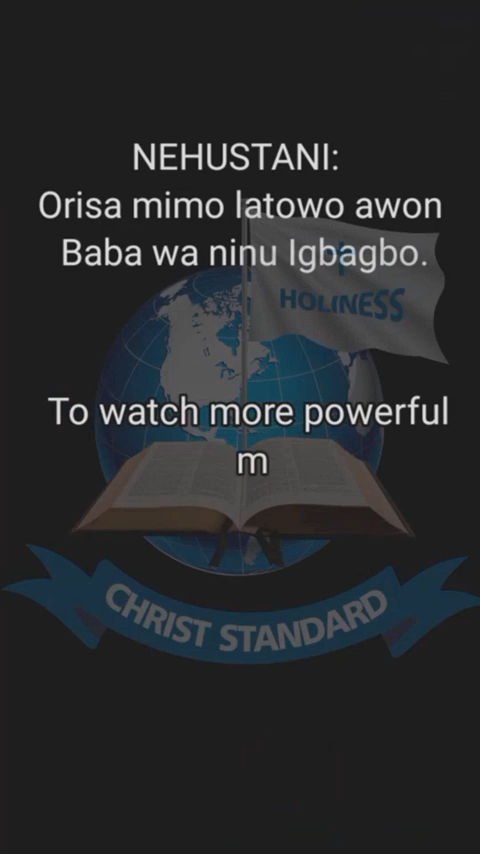 NEHUSTANI:
Orisa mimo latowo awon
Baba wa ninu Igbagbo.
HOLINESS
To watch more powerful
m
CHRIST STANDARD